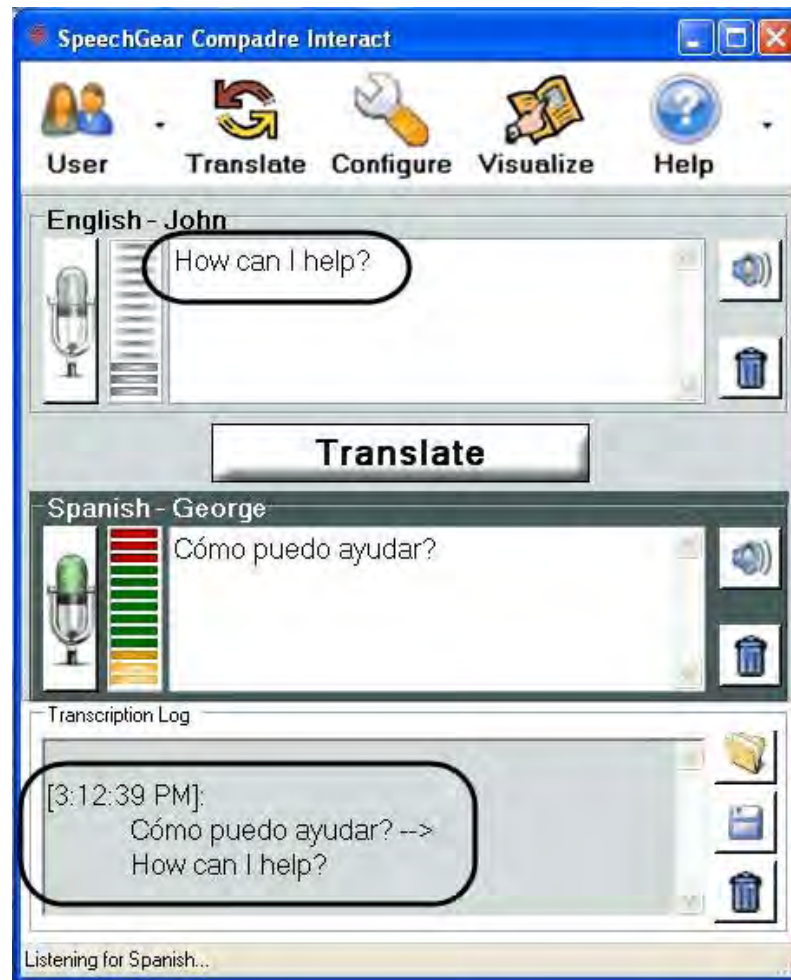 SpeechGear Compadre Interact
User Translate Configure Visualize Help
English - John
How can I help?
Translate
Spanish - George
Cómo puedo ayudar?
Transcription Log
[3:12:39 PM]:
Cómo puedo ayudar? -->
How can I help?
Listening for Spanish...